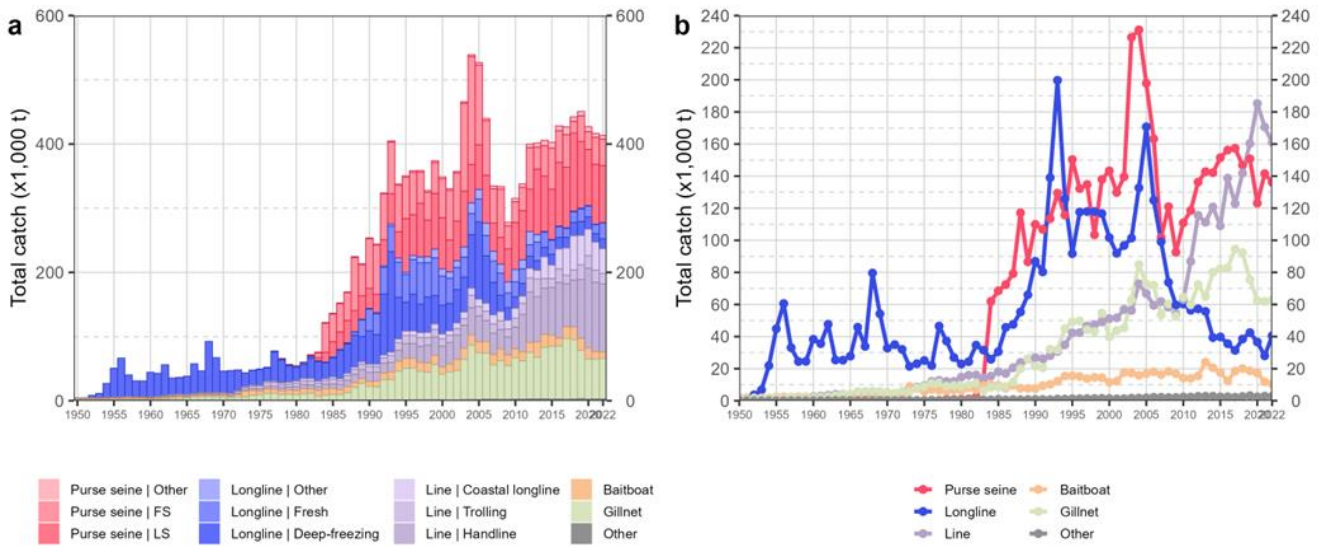 a
Total catch (x1,000 t)
600
400
200
0
600
400
200
0
1950 1955 1960 1965 1970 1975 1980 1985 1990 1995 2000 2005 2010 2015 2020 2022
Purse seine | Other
Purse seine | FS
Purse seine | LS
Longline | Other
Longline | Fresh
Longline | Deep-freezing
Line | Coastal longline
Line | Trolling
Line | Handline
Baitboat
Gillnet
Other
b
Total catch (x1,000 t)
240
220
200
180
160
140
120
100
80
60
40
20
0
240
220
200
180
160
140
120
100
80
60
40
20
0
1950 1955 1960 1965 1970 1975 1980 1985 1990 1995 2000 2005 2010 2015 2020 2022
Purse seine
Longline
Line
Baitboat
Gillnet
Other